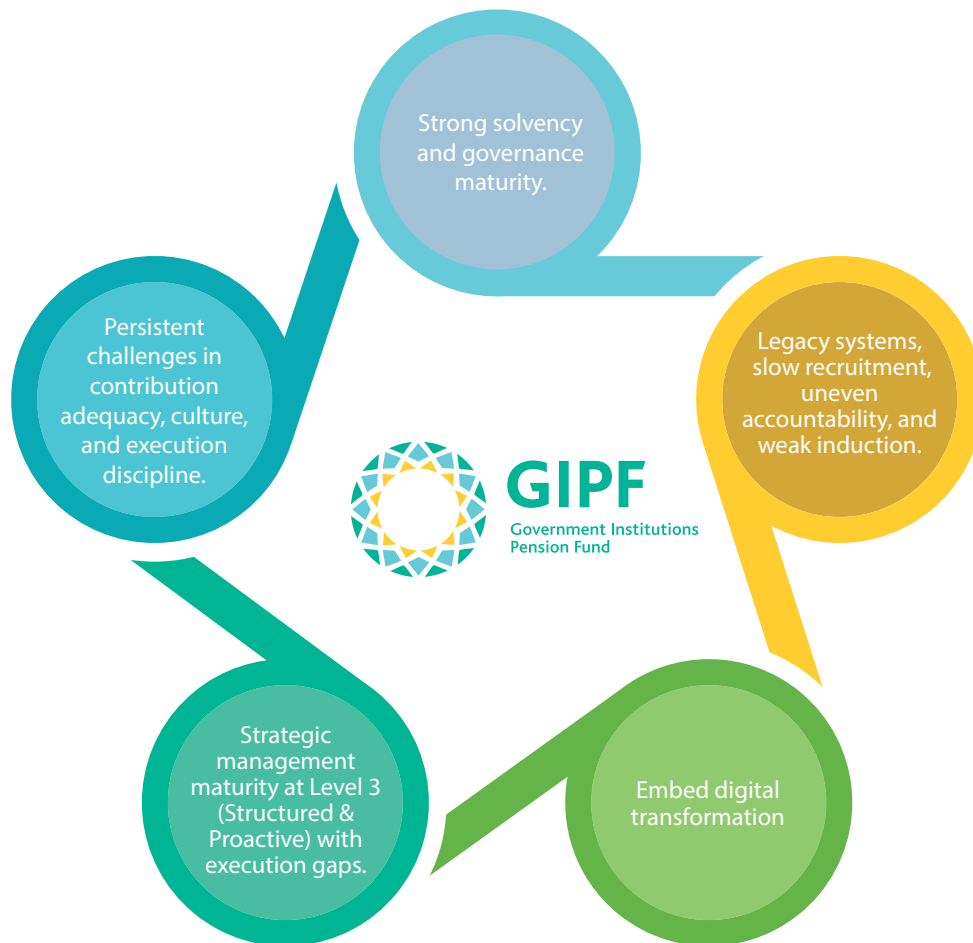 Strong solvency
and governance
maturity.
Persistent
challenges in
contribution
adequacy, culture,
and execution
discipline.
Legacy systems,
slow recruitment,
uneven
accountability, and
weak induction.
GIPF
Government Institutions
Pension Fund
Strategic
management
maturity at Level 3
(Structured &
Proactive) with
execution gaps.
Embed digital
transformation